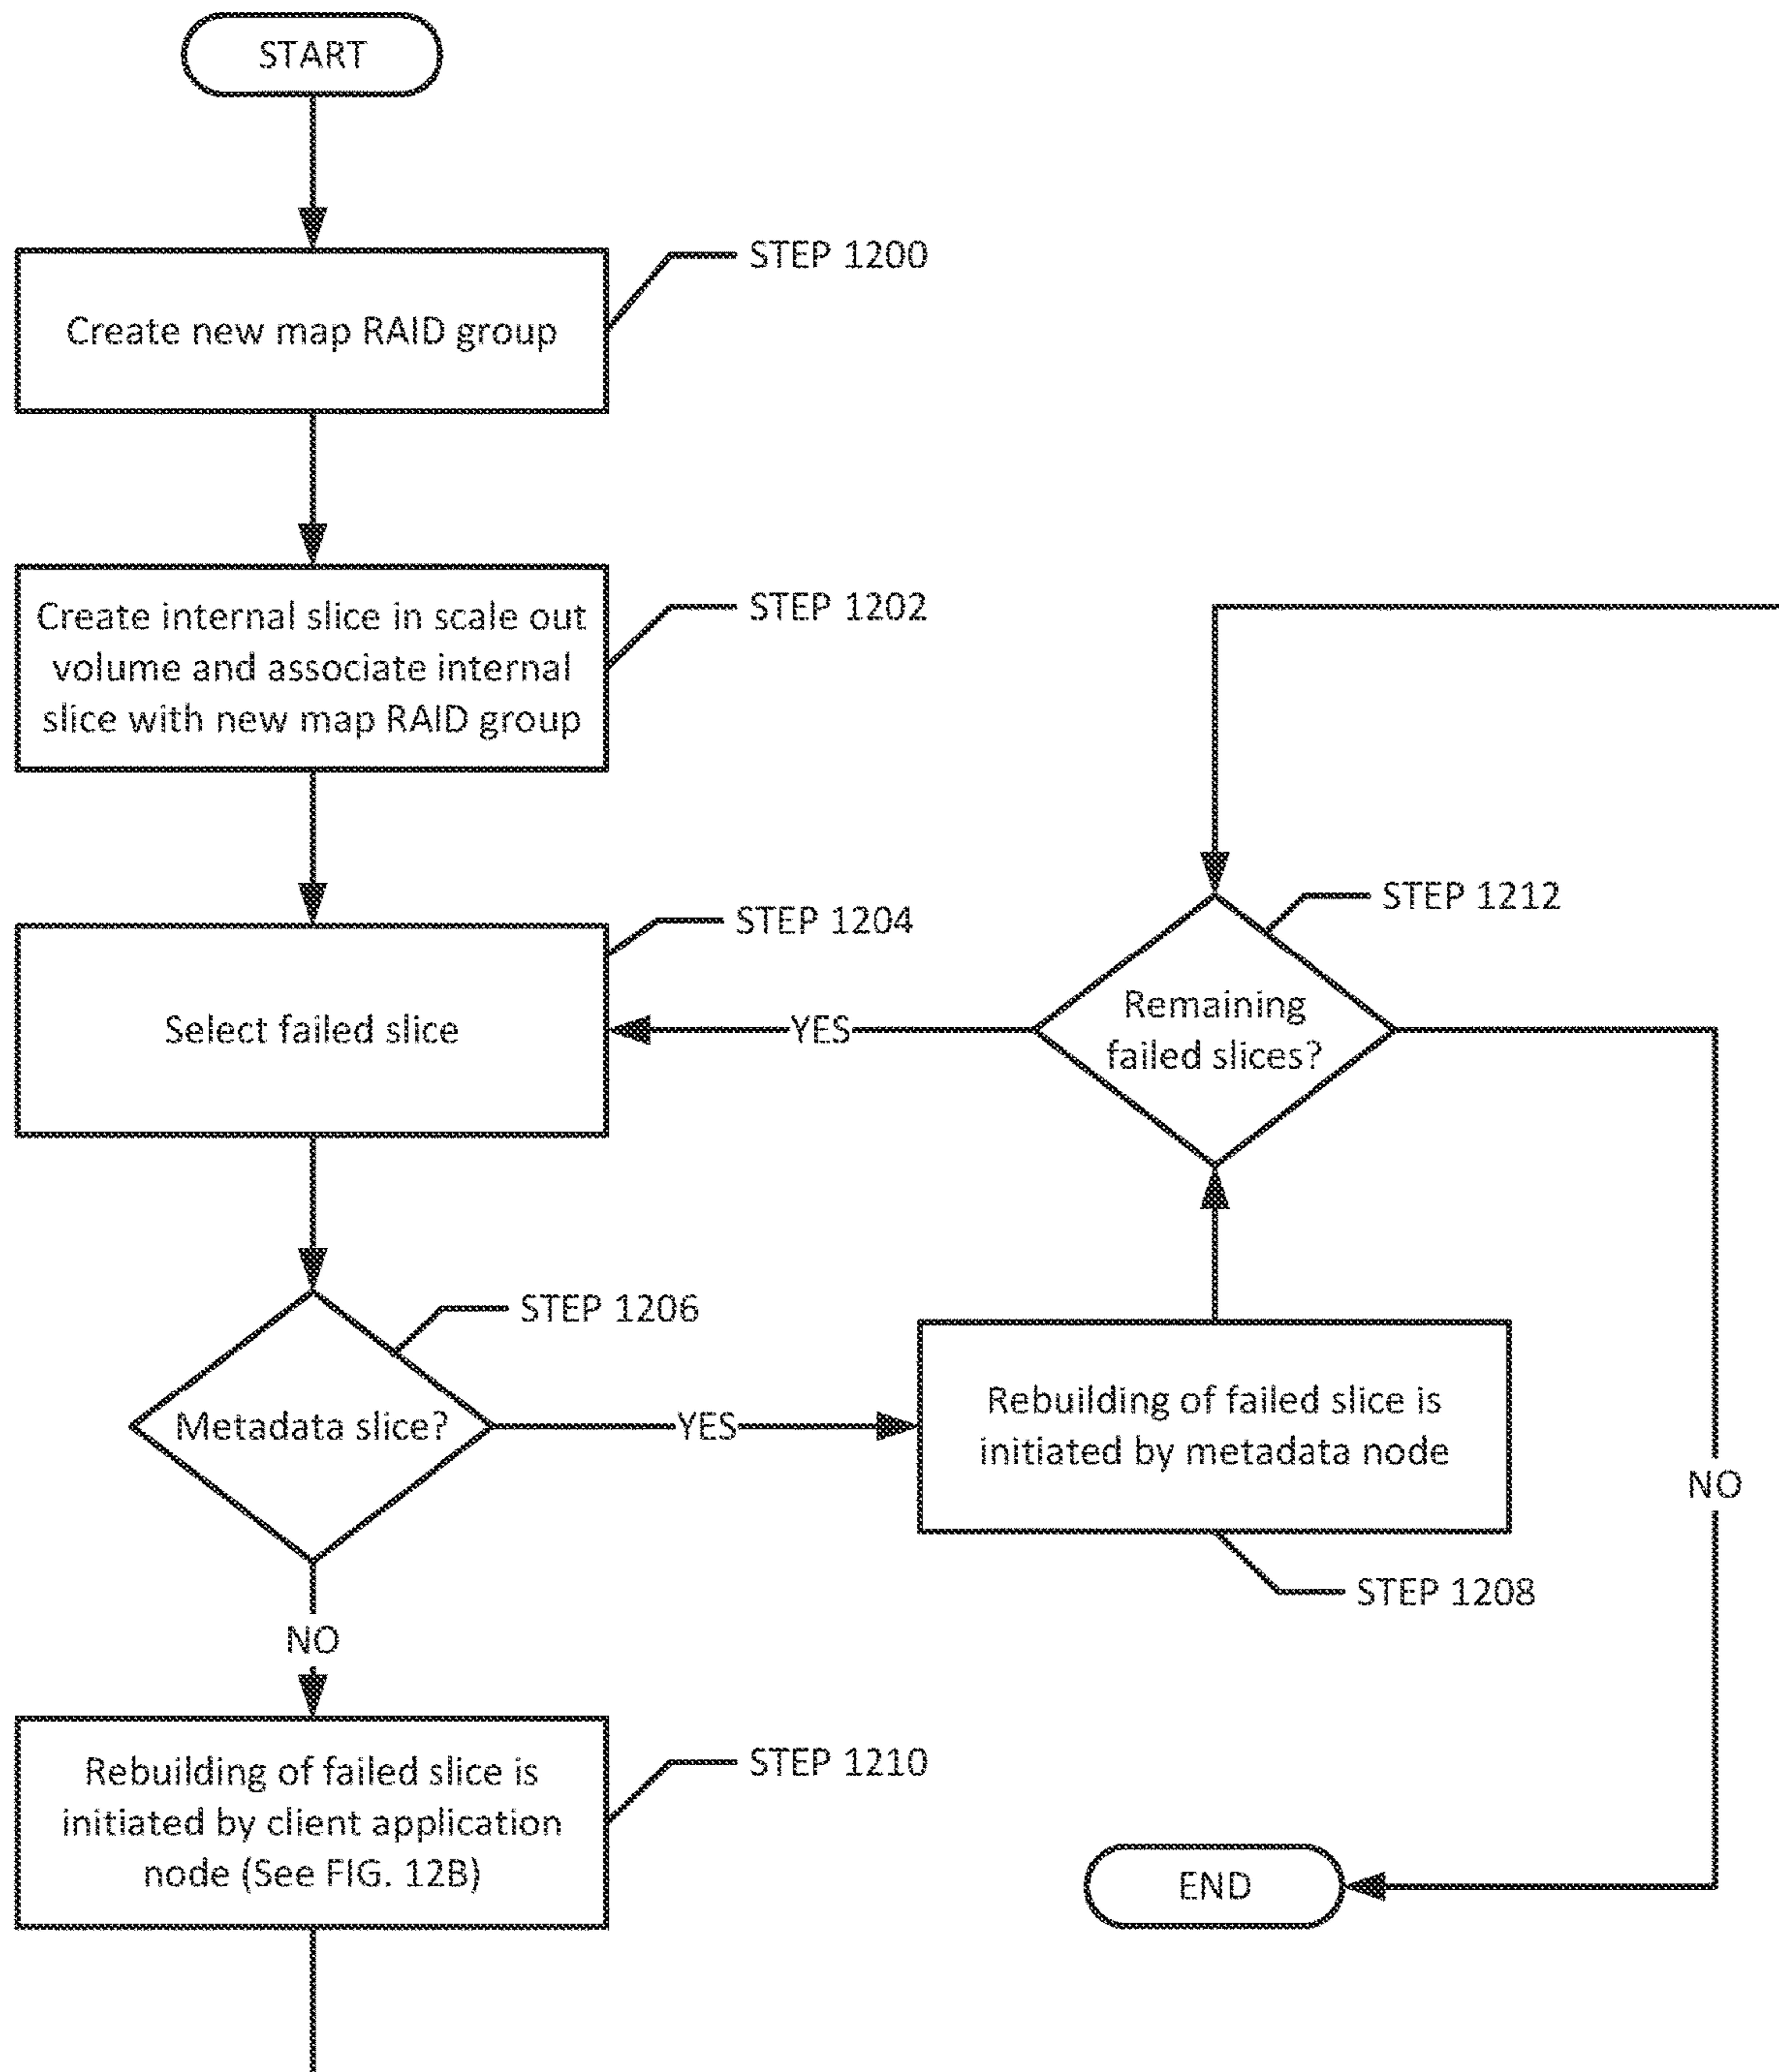 START
STEP 1200
Create new map RAID group
STEP 1202
Create internal slice in scale out
volume and associate internal
slice with new map RAID group
STEP 1204
Select failed slice
YES
STEP 1212
Remaining
failed slices?
NO
STEP 1206
Metadata slice?
YES
Rebuilding of failed slice is
initiated by metadata node
STEP 1208
NO
STEP 1210
Rebuilding of failed slice is
initiated by client application
node (See FIG. 12B)
END